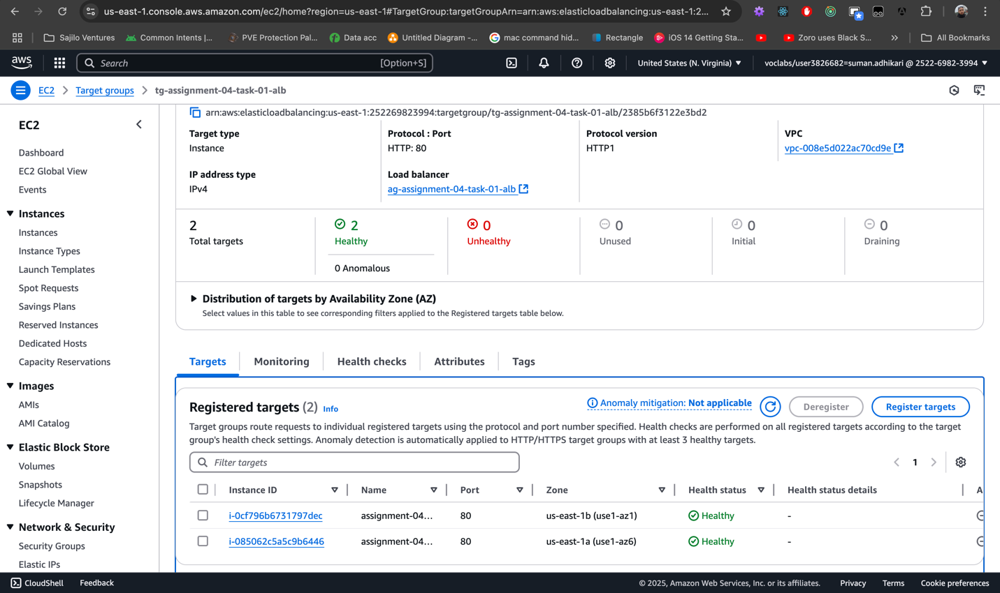 us-east-1.console.aws.amazon.com/ec2/home?region=us-east-1#TargetGroup:targetGroupArn=arn:aws:elasticloadbalancing:us-east-1:2...
Sajilo Ventures
Common Intents |...
PVE Protection Pal...
Data acc
Untitled Diagram -...
mac command hid...
Rectangle
iOS 14 Getting Sta...
Zoro uses Black S...
»
All Bookmarks
aws
Search
[Option+S]
United States (N. Virginia)
voclabs/user3826682=suman.adhikari @ 2522-6982-3994
EC2
Target groups
tg-assignment-04-task-01-alb
EC2
Dashboard
EC2 Global View
Events
Instances
Instances
Instance Types
Launch Templates
Spot Requests
Savings Plans
Reserved Instances
Dedicated Hosts
Capacity Reservations
Images
AMIs
AMI Catalog
Elastic Block Store
Volumes
Snapshots
Lifecycle Manager
Network & Security
Security Groups
Elastic IPs
arn:aws:elasticloadbalancing:us-east-1:252269823994:targetgroup/tg-assignment-04-task-01-alb/2385b6f3122e3bd2
Target type
Instance
Protocol : Port
HTTP: 80
Protocol version
HTTP1
VPC
vpc-008e5d022ac70cd9e
IP address type
IPv4
Load balancer
ag-assignment-04-task-01-alb
2
Total targets
2
Healthy
0 Anomalous
0
Unhealthy
0
Unused
0
Initial
0
Draining
Distribution of targets by Availability Zone (AZ)
Select values in this table to see corresponding filters applied to the Registered targets table below.
Targets
Monitoring
Health checks
Attributes
Tags
Registered targets (2) Info
Anomaly mitigation: Not applicable
Deregister
Register targets
Target groups route requests to individual registered targets using the protocol and port number specified. Health checks are performed on all registered targets according to the target
group's health check settings. Anomaly detection is automatically applied to HTTP/HTTPS target groups with at least 3 healthy targets.
Filter targets
1
Instance ID
Name
Port
Zone
Health status
Health status details
A
i-0cf796b6731797dec
assignment-04...
80
us-east-1b (use1-az1)
Healthy
-
i-085062c5a5c9b6446
assignment-04...
80
us-east-1a (use1-az6)
Healthy
-
CloudShell
Feedback
© 2025, Amazon Web Services, Inc. or its affiliates.
Privacy
Terms
Cookie preferences